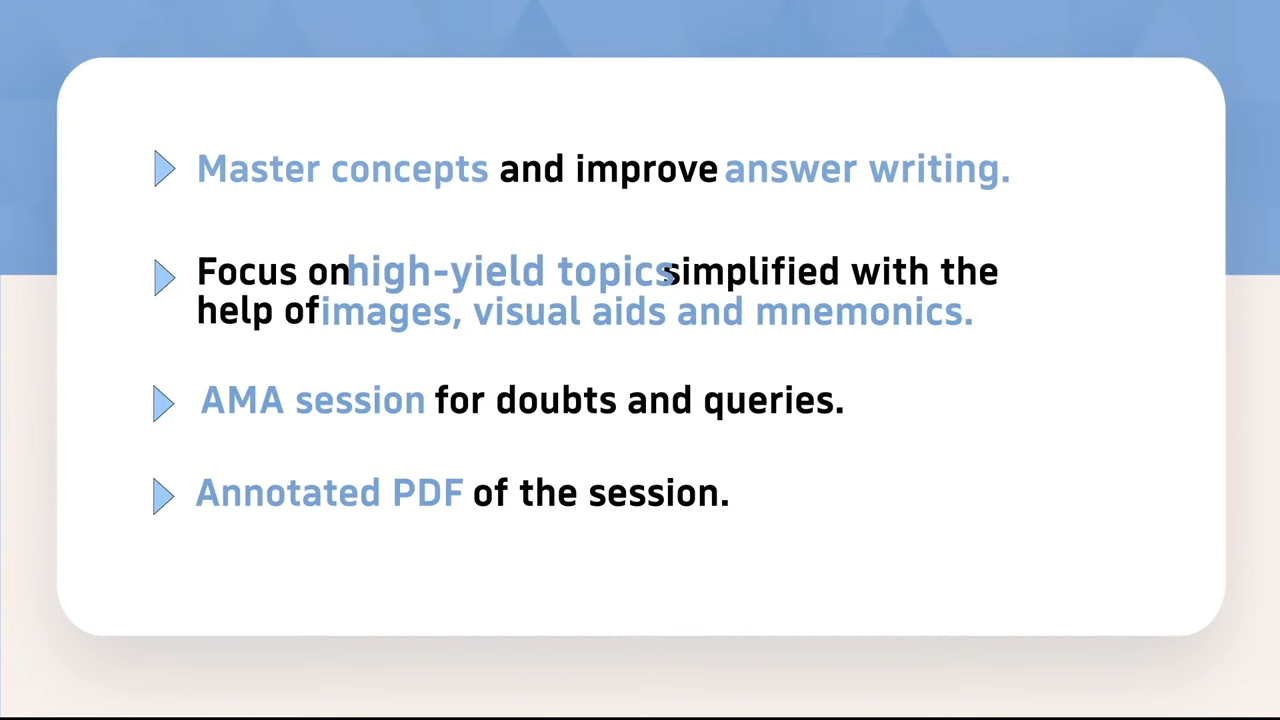 Master concepts and improve answer writing.
Focus on high-yield topics simplified with the
help of images, visual aids and mnemonics.
AMA session for doubts and queries.
Annotated PDF of the session.